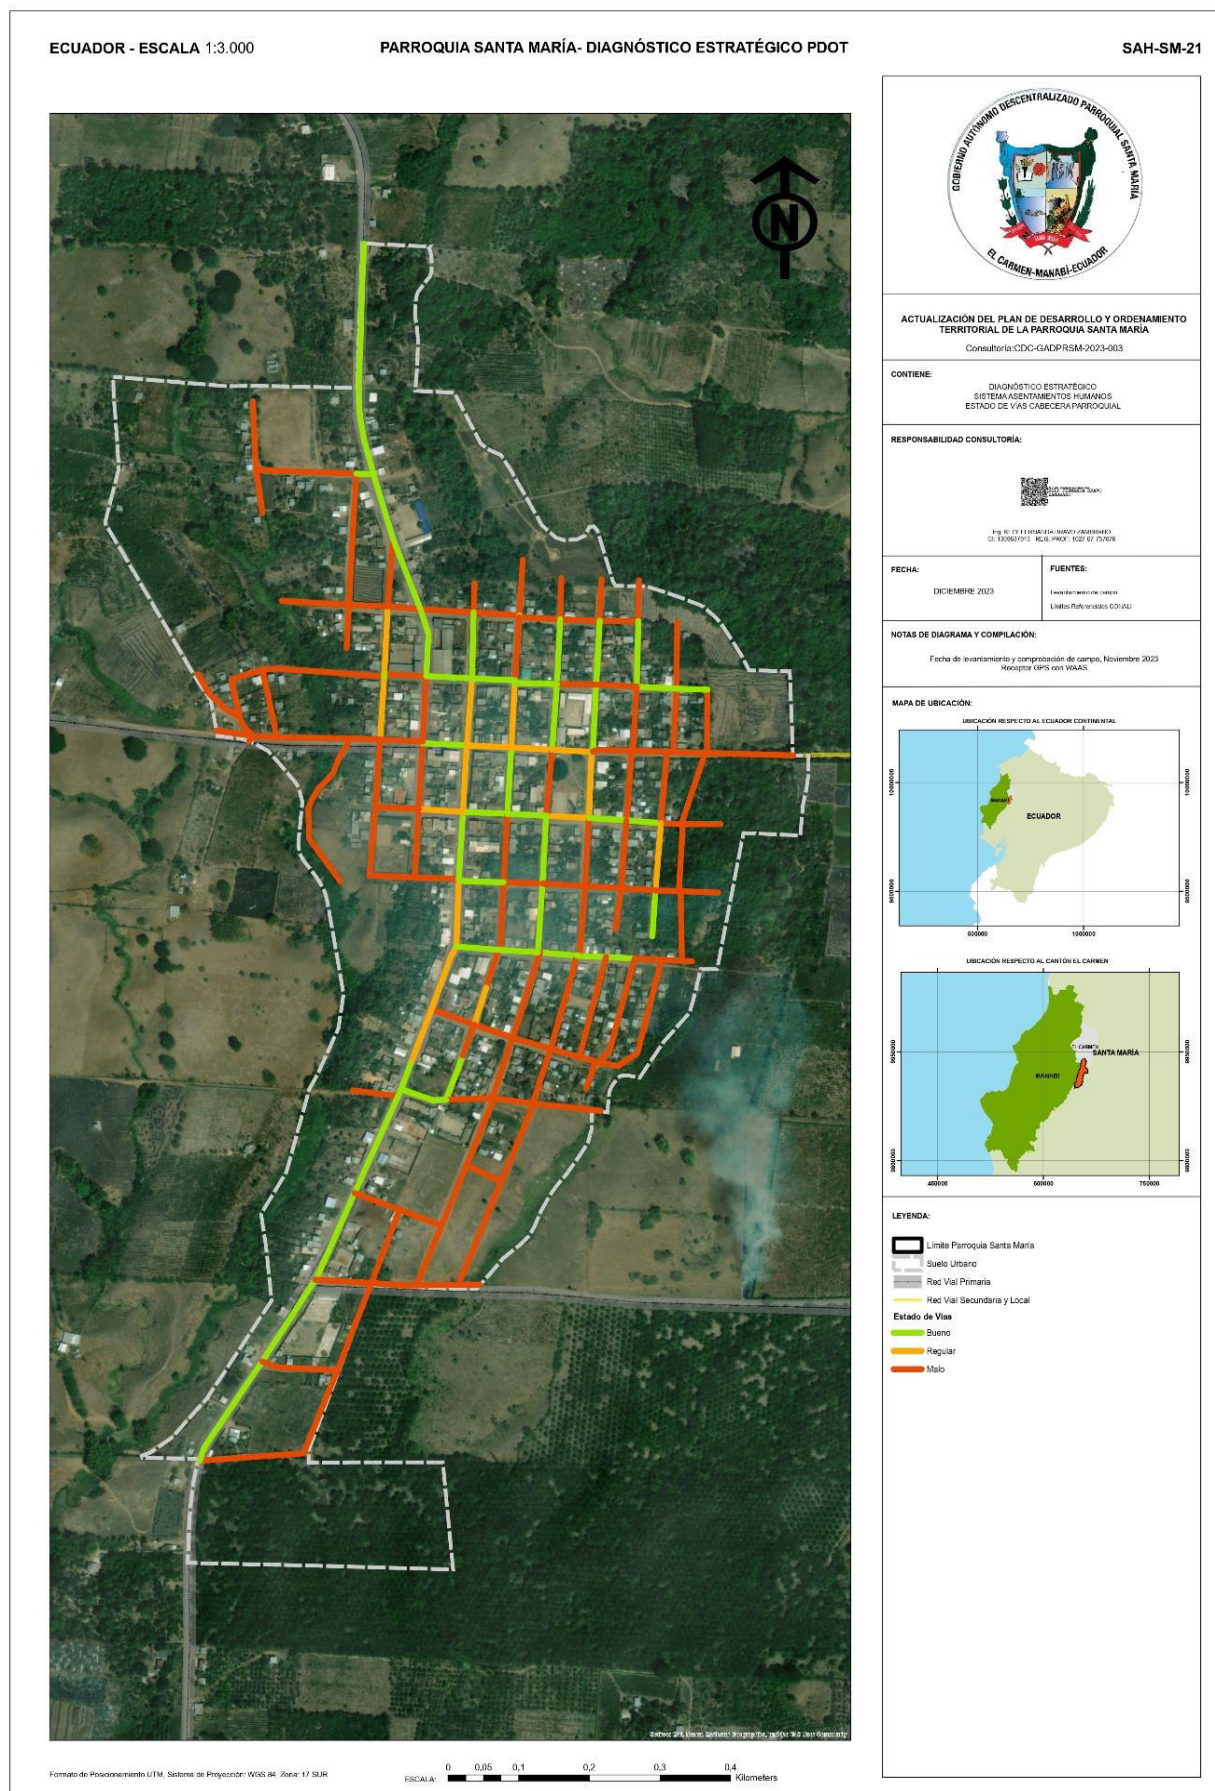 ECUADOR - ESCALA 1:3.000
PARROQUIA SANTA MARÍA- DIAGNÓSTICO ESTRATÉGICO PDOT
SAH-SM-21
GOBIERNO AUTÓNOMO DESCENTRALIZADO PARROQUIAL SANTA MARÍA
EL CARMEN-MANABÍ-ECUADOR
N
ACTUALIZACIÓN DEL PLAN DE DESARROLLO Y ORDENAMIENTO
TERRITORIAL DE LA PARROQUIA SANTA MARÍA
Consultoría:CDC-GADPRSM-2023-003
CONTIENE:
DIAGNÓSTICO ESTRATÉGICO
SISTEMA ASENTAMIENTOS HUMANOS
ESTADO DE VÍAS CABECERA PARROQUIAL
RESPONSABILIDAD CONSULTORÍA:
FECHA:
DICIEMBRE 2023
FUENTES:
Levantamiento de campo
Límites Referenciales CONALI
NOTAS DE DIAGRAMA Y COMPILACIÓN:
Fecha de levantamiento y comprobación de campo, Noviembre 2023
Receptor GPS con WAAS
MAPA DE UBICACIÓN:
UBICACIÓN RESPECTO AL ECUADOR CONTINENTAL
10000000
10000000
MANABÍ
ECUADOR
500000
1000000
UBICACIÓN RESPECTO AL CANTÓN EL CARMEN
9950000
9950000
EL CARMEN
SANTA MARÍA
MANABÍ
450000
600000
750000
LEYENDA:
Límite Parroquia Santa María
Suelo Urbano
Red Vial Primaria
Red Vial Secundaria y Local
Estado de Vías
Bueno
Regular
Malo
Formato de Posicionamiento UTM, Sistema de Proyección: WGS 84 Zona: 17 SUR
ESCALA:
0 0,05 0,1 0,2 0,3 0,4
Kilometers